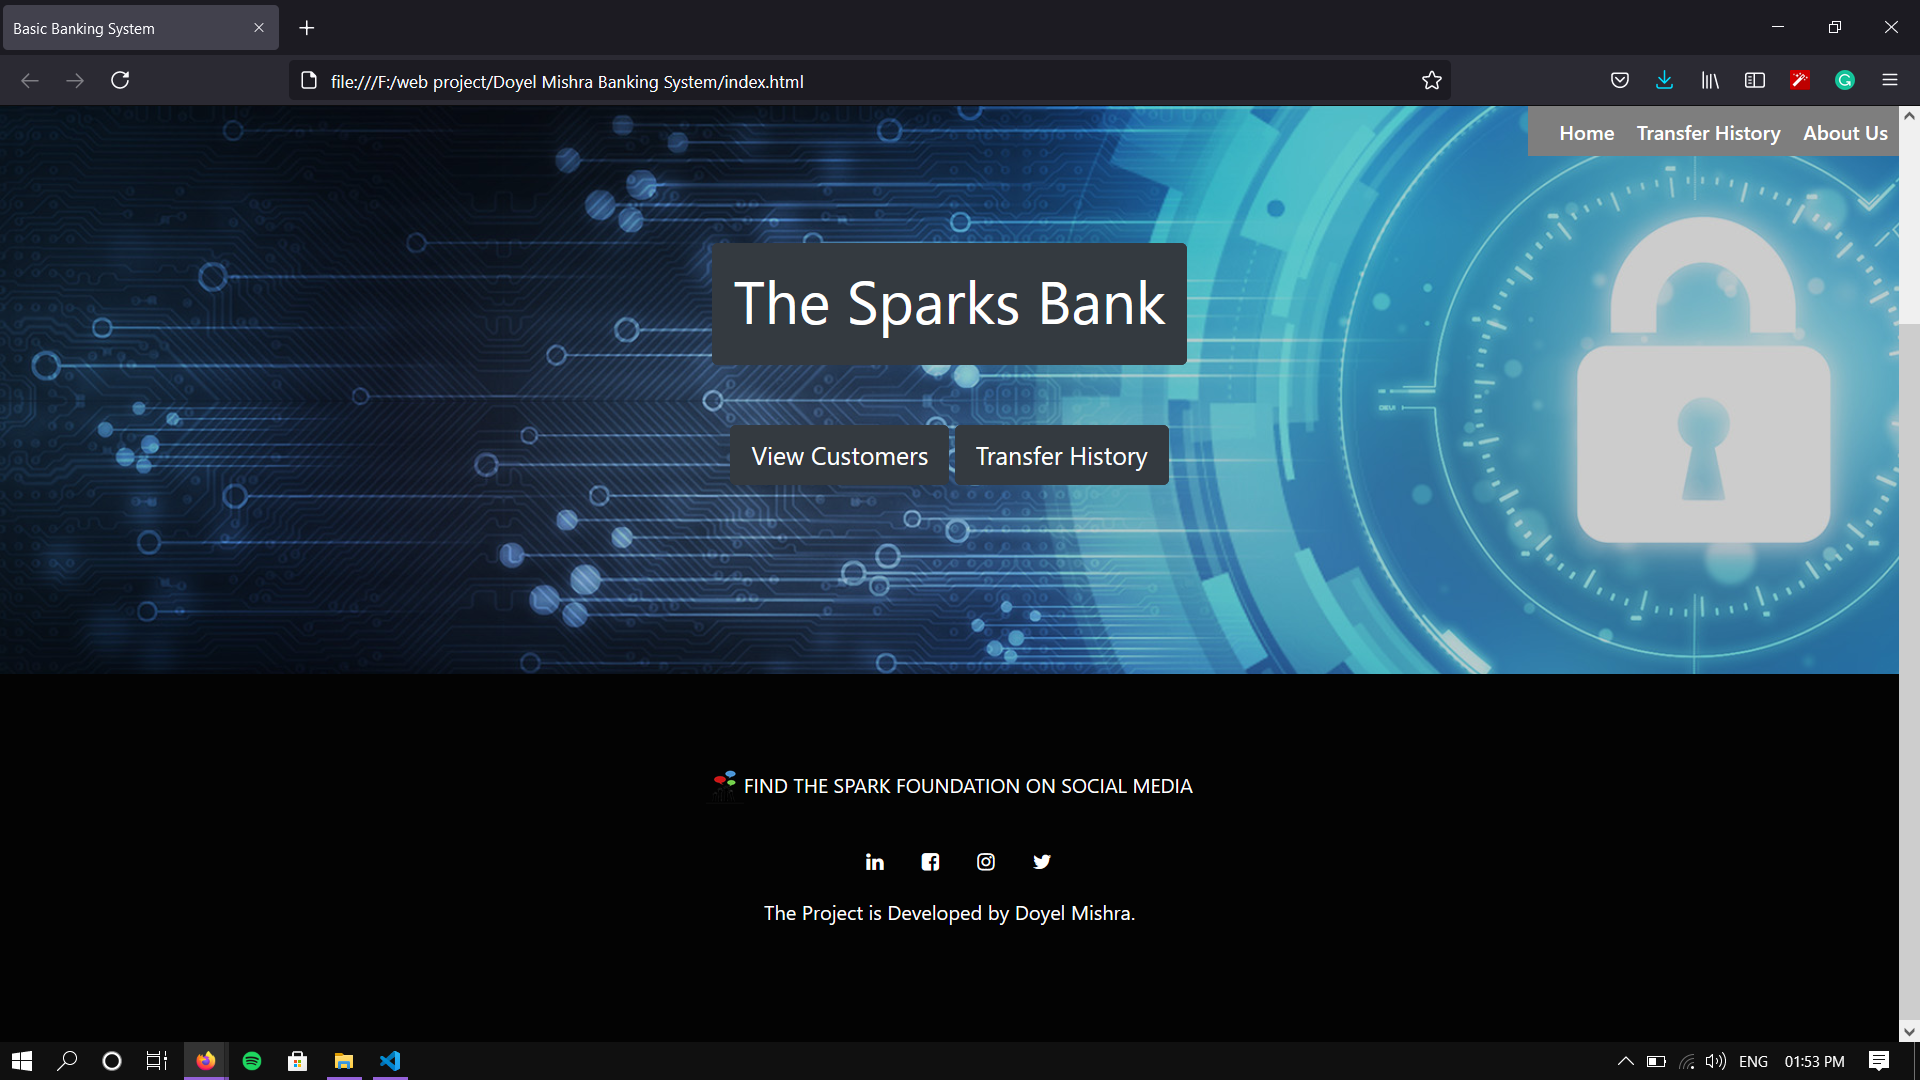 Basic Banking System
file:///F:/web project/Doyel Mishra Banking System/index.html
Home Transfer History About Us
The Sparks Bank
View Customers Transfer History
FIND THE SPARK FOUNDATION ON SOCIAL MEDIA
The Project is Developed by Doyel Mishra.
ENG 01:53 PM